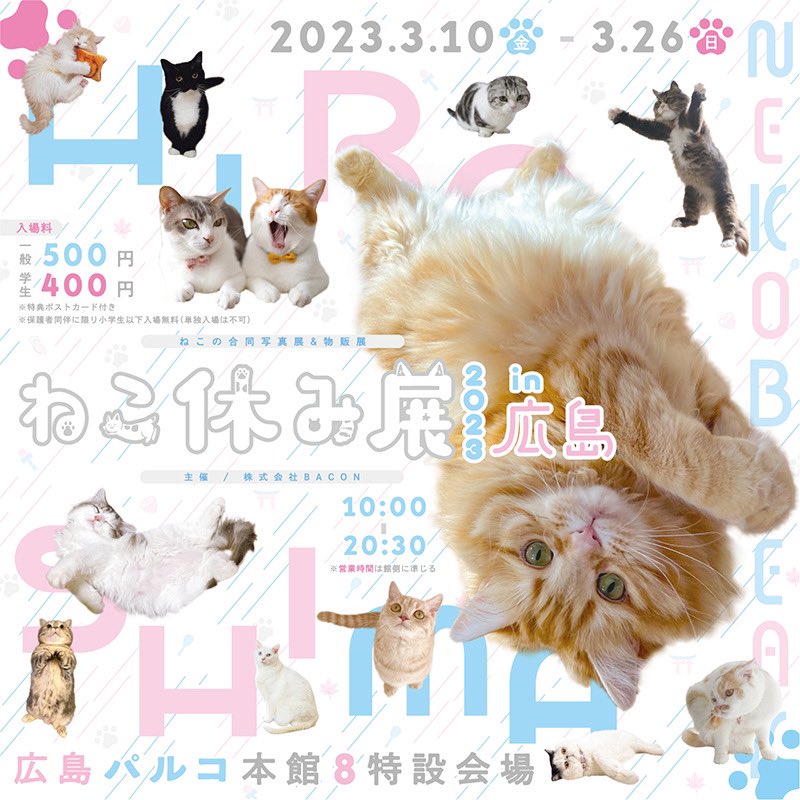 2023.3.10金 - 3.26日
HIROSHIMA
入場料
一般 500円
学生 400円
※特典ポストカード付き
※保護者同伴に限り小学生以下入場無料(単独入場は不可)
ねこの合同写真展&物販展
ねこ休み展 2023 in 広島
主催 / 株式会社BACON
10:00
-
20:30
※営業時間は館側に準じる
広島パルコ本館8特設会場